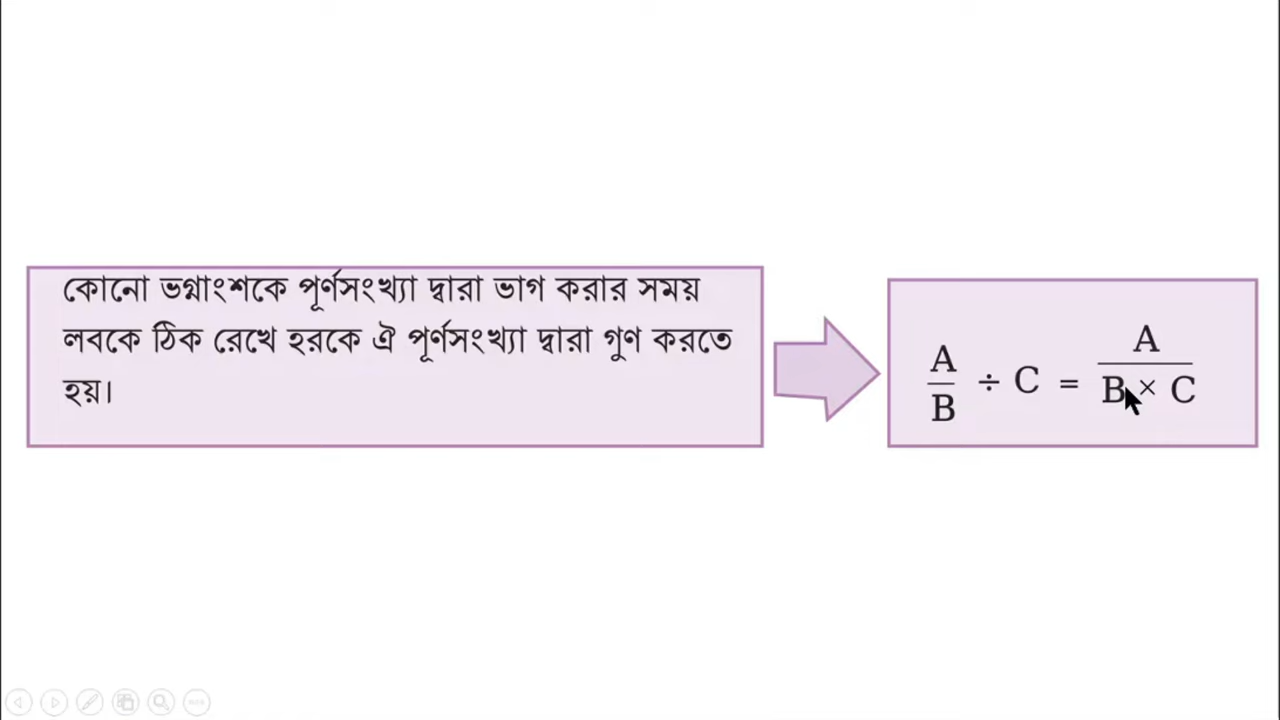 কোনো ভগ্নাংশকে পূর্ণসংখ্যা দ্বারা ভাগ করার সময়
লবকে ঠিক রেখে হরকে ঐ পূর্ণসংখ্যা দ্বারা গুণ করতে
হয়।
A/B ÷ C = A/(B × C)